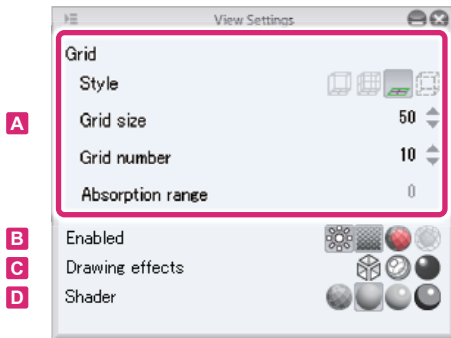 View Settings
Grid
Style
A
Grid size 50
Grid number 10
Absorption range 0
B Enabled
C Drawing effects
D Shader